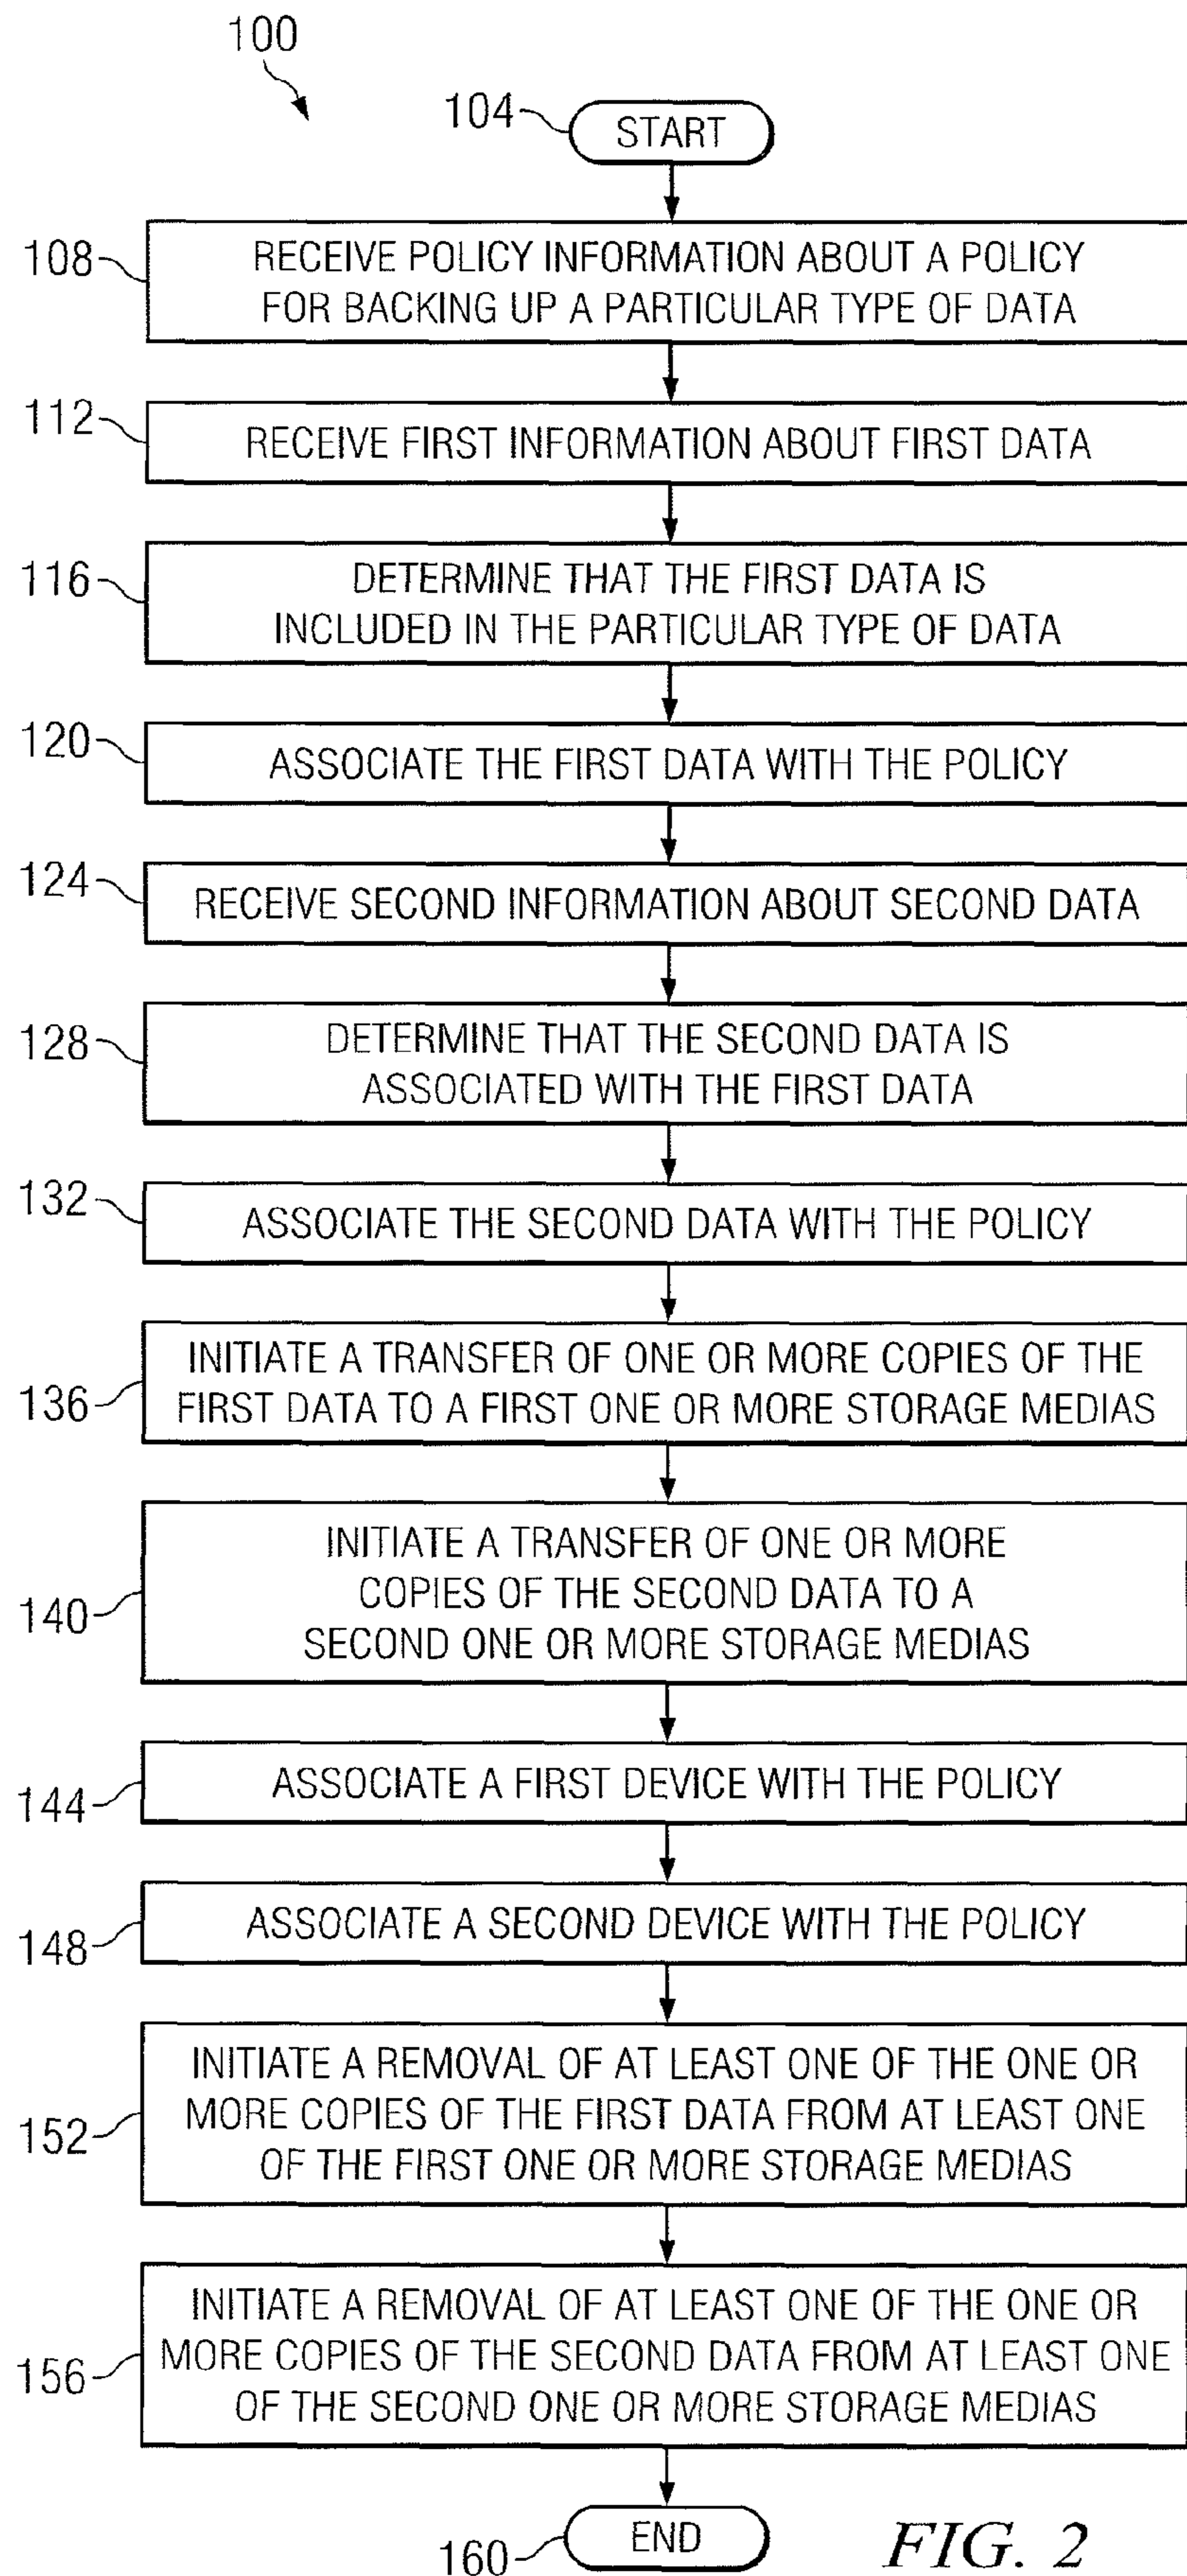 100
104
START
108
RECEIVE POLICY INFORMATION ABOUT A POLICY
FOR BACKING UP A PARTICULAR TYPE OF DATA
112
RECEIVE FIRST INFORMATION ABOUT FIRST DATA
116
DETERMINE THAT THE FIRST DATA IS
INCLUDED IN THE PARTICULAR TYPE OF DATA
120
ASSOCIATE THE FIRST DATA WITH THE POLICY
124
RECEIVE SECOND INFORMATION ABOUT SECOND DATA
128
DETERMINE THAT THE SECOND DATA IS
ASSOCIATED WITH THE FIRST DATA
132
ASSOCIATE THE SECOND DATA WITH THE POLICY
136
INITIATE A TRANSFER OF ONE OR MORE COPIES OF THE
FIRST DATA TO A FIRST ONE OR MORE STORAGE MEDIAS
140
INITIATE A TRANSFER OF ONE OR MORE
COPIES OF THE SECOND DATA TO A
SECOND ONE OR MORE STORAGE MEDIAS
144
ASSOCIATE A FIRST DEVICE WITH THE POLICY
148
ASSOCIATE A SECOND DEVICE WITH THE POLICY
152
INITIATE A REMOVAL OF AT LEAST ONE OF THE ONE OR
MORE COPIES OF THE FIRST DATA FROM AT LEAST ONE
OF THE FIRST ONE OR MORE STORAGE MEDIAS
156
INITIATE A REMOVAL OF AT LEAST ONE OF THE ONE OR
MORE COPIES OF THE SECOND DATA FROM AT LEAST ONE
OF THE SECOND ONE OR MORE STORAGE MEDIAS
160
END
FIG. 2